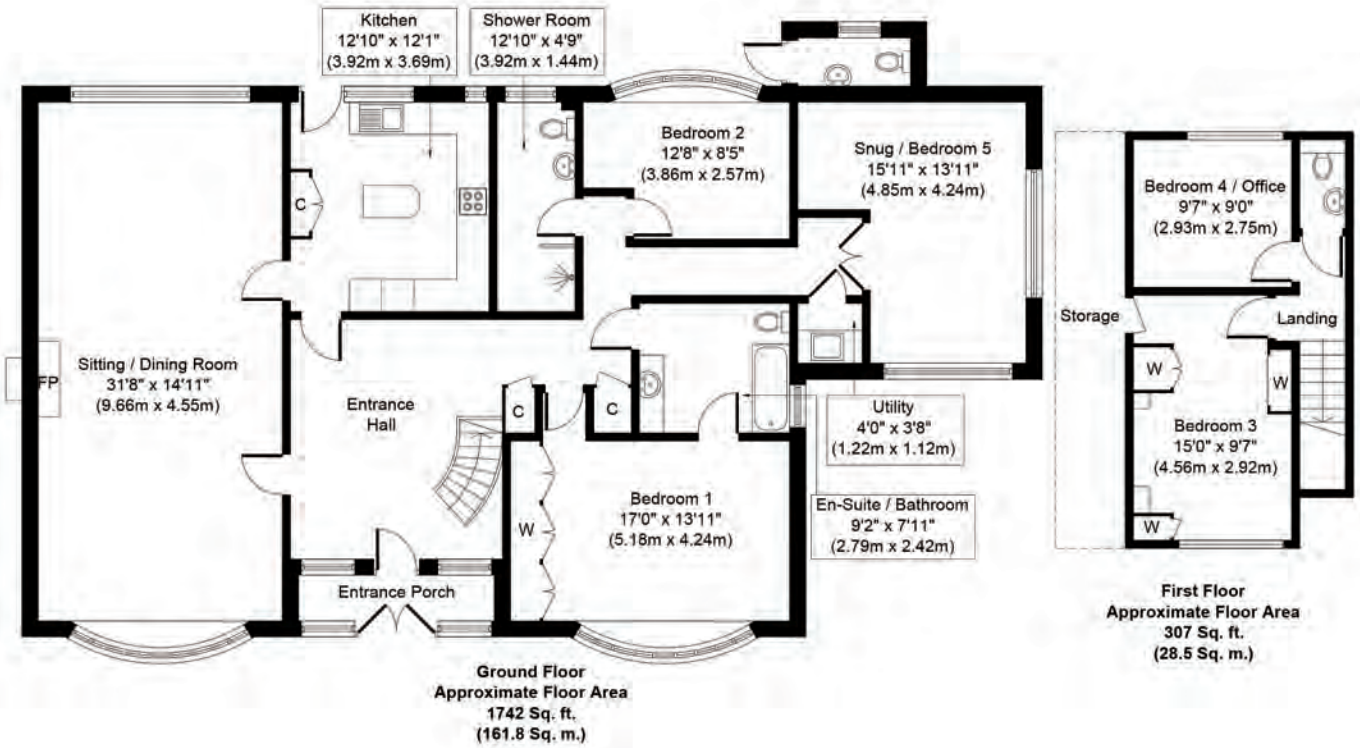 Kitchen
12'10" x 12'1"
(3.92m x 3.69m)
Shower Room
12'10" x 4'9"
(3.92m x 1.44m)
Bedroom 2
12'8" x 8'5"
(3.86m x 2.57m)
Snug / Bedroom 5
15'11" x 13'11"
(4.85m x 4.24m)
C
Sitting / Dining Room
31'8" x 14'11"
(9.66m x 4.55m)
FP
Entrance
Hall
C
C
Utility
4'0" x 3'8"
(1.22m x 1.12m)
W
Bedroom 1
17'0" x 13'11"
(5.18m x 4.24m)
En-Suite / Bathroom
9'2" x 7'11"
(2.79m x 2.42m)
Entrance Porch
Ground Floor
Approximate Floor Area
1742 Sq. ft.
(161.8 Sq. m.)
Bedroom 4 / Office
9'7" x 9'0"
(2.93m x 2.75m)
Storage
Landing
W
W
Bedroom 3
15'0" x 9'7"
(4.56m x 2.92m)
W
First Floor
Approximate Floor Area
307 Sq. ft.
(28.5 Sq. m.)